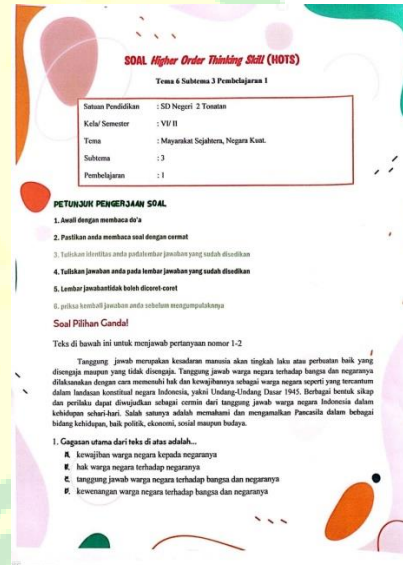 SOAL Higher Order Thinking Skill (HOTS)
Tema 6 Subtema 3 Pembelajaran 1
Satuan Pendidikan : SD Negeri 2 Tonatan
Kela/ Semester : VI/ II
Tema : Mayarakat Sejahtera, Negara Kuat.
Subtema : 3
Pembelajaran : 1
PETUNJUK PENGERJAAN SOAL
1. Awali dengan membaca do'a
2. Pastikan anda membaca soal dengan cermat
3. Tuliskan identitas anda padalembar jawaban yang sudah disedikan
4. Tuliskan jawaban anda pada lembar jawaban yang sudah disedikan
5. Lembar jawabantidak boleh dicoret-coret
6. priksa kembali jawaban anda sebelum mengumpulaknnya
Soal Pilihan Ganda!
Teks di bawah ini untuk menjawab pertanyaan nomor 1-2
Tanggung jawab merupakan kesadaran manusia akan tingkah laku atau perbuatan baik yang
disengaja maupun yang tidak disengaja. Tanggung jawab warga negara terhadap bangsa dan negaranya
dilaksanakan dengan cara memenuhi hak dan kewajibannya sebagai warga negara seperti yang tercantum
dalam landasan konstitual negara Indonesia, yakni Undang-Undang Dasar 1945. Berbagai bentuk sikap
dan perilaku dapat diwujudkan sebagai cermin dari tanggung jawab warga negara Indonesia dalam
kehidupan sehari-hari. Salah satunya adalah memahami dan mengamalkan Pancasila dalam bebagai
bidang kehidupan, baik politik, ekonomi, sosial maupun budaya.
1. Gagasan utama dari teks di atas adalah...
A. kewajiban warga negara kepada negaranya
B. hak warga negara terhadap negaranya
C. tanggung jawab warga negara terhadap bangsa dan negaranya
D. kewenangan warga negara terhadap bangsa dan negaranya